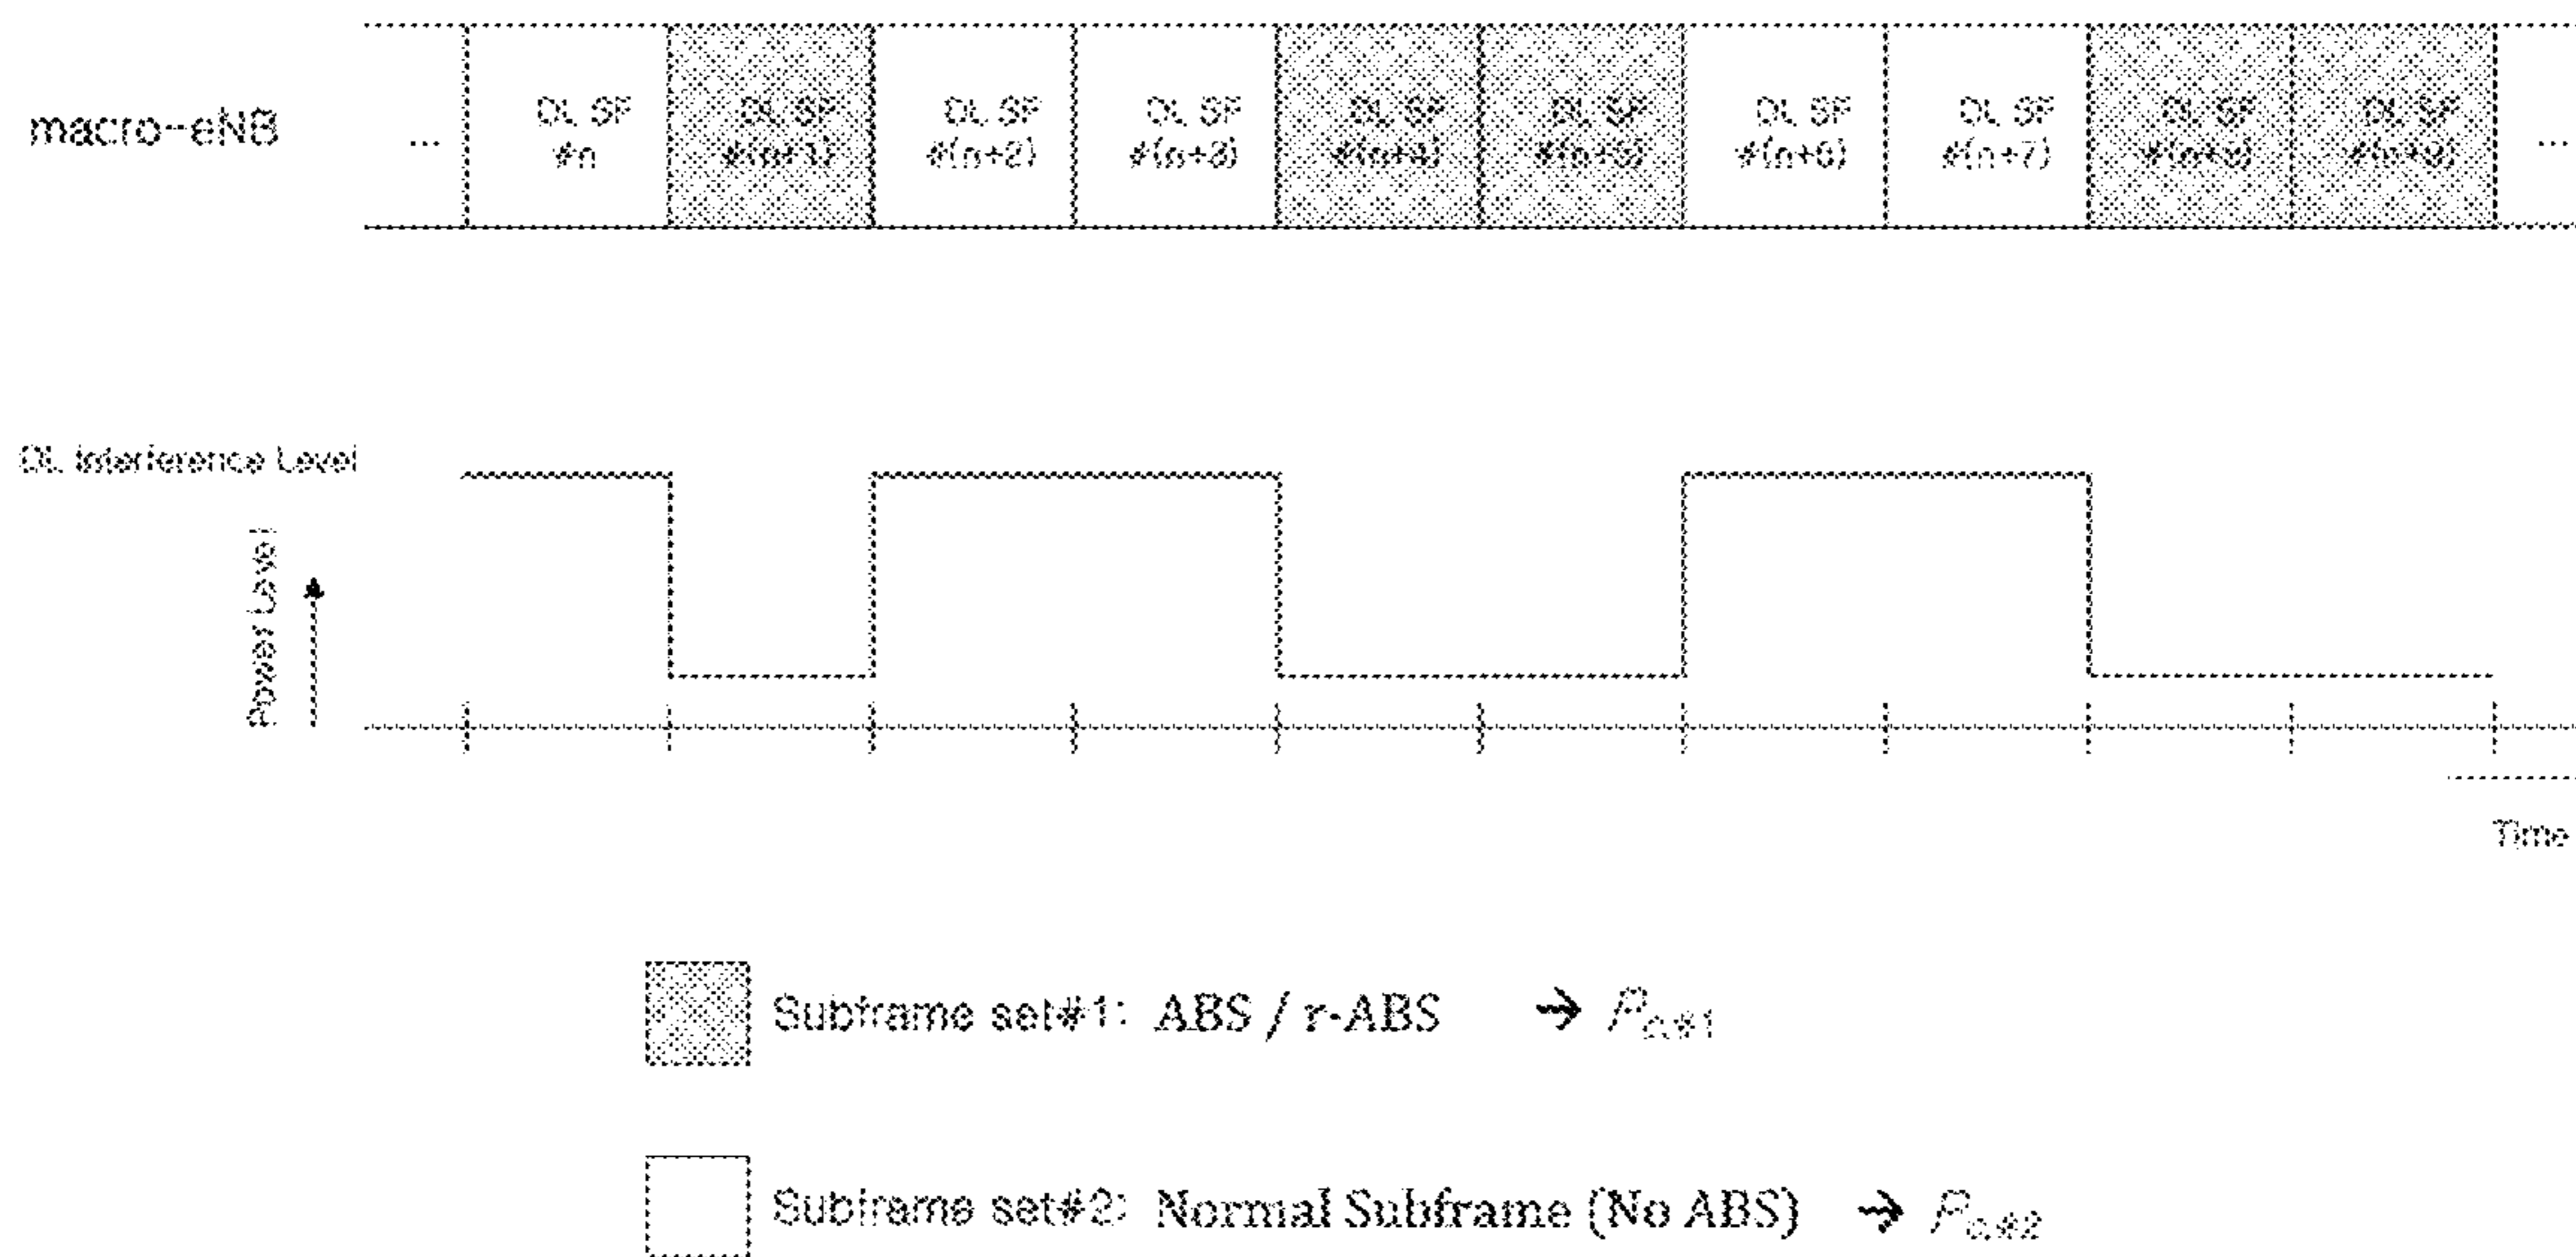 macro-eNB
...
DL SF #n
DL SF #(n+1)
DL SF #(n+2)
DL SF #(n+3)
DL SF #(n+4)
DL SF #(n+5)
DL SF #(n+6)
DL SF #(n+7)
DL SF #(n+8)
DL SF #(n+9)
...
DL Interference Level
Power Level
Time
Subframe set#1: ABS / r-ABS → P
Subframe set#2: Normal Subframe (No ABS) → P